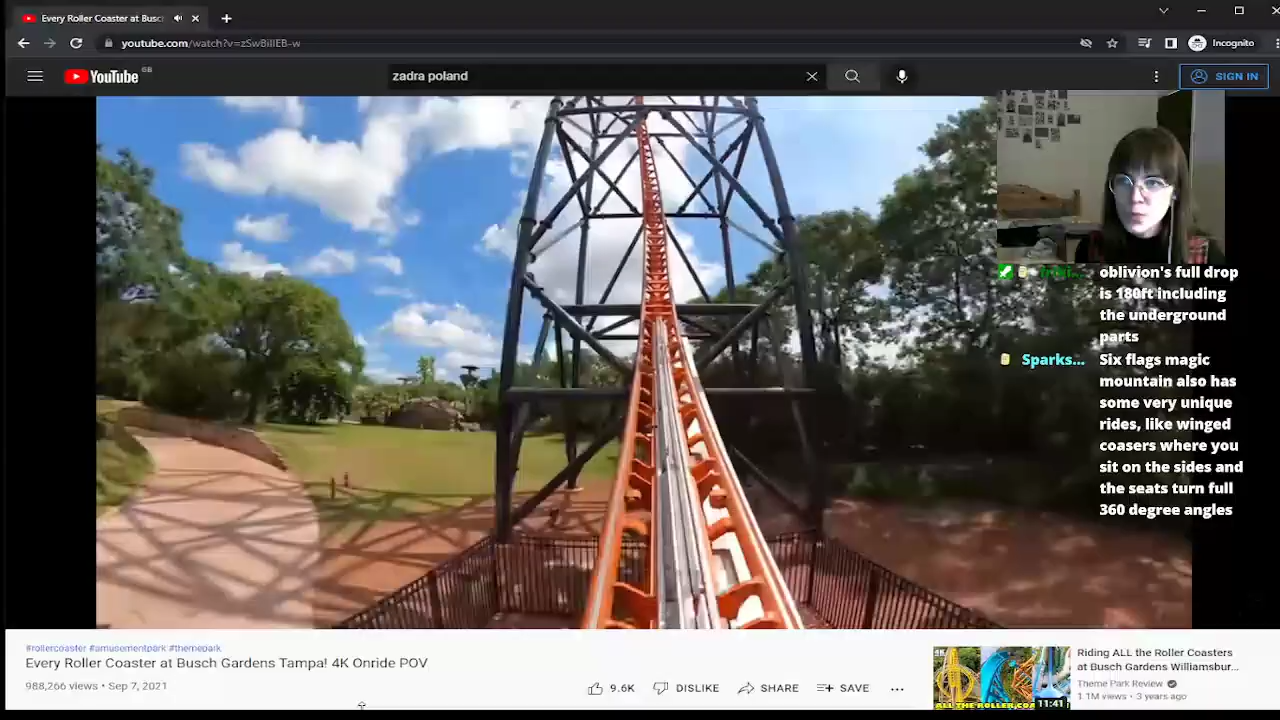 Every Roller Coaster at Busc
youtube.com/watch?v=zSwBiIlEB-w
Incognito
YouTube GB
zadra poland
SIGN IN
oblivion's full drop
is 180ft including
the underground
parts
Sparks...
Six flags magic
mountain also has
some very unique
rides, like winged
coasers where you
sit on the sides and
the seats turn full
360 degree angles
#rollercoaster #amusementpark #themepark
Every Roller Coaster at Busch Gardens Tampa! 4K Onride POV
988,266 views • Sep 7, 2021
9.6K
DISLIKE
SHARE
SAVE
11:41
Riding ALL the Roller Coasters
at Busch Gardens Williamsbur...
Theme Park Review
1.1M views • 3 years ago